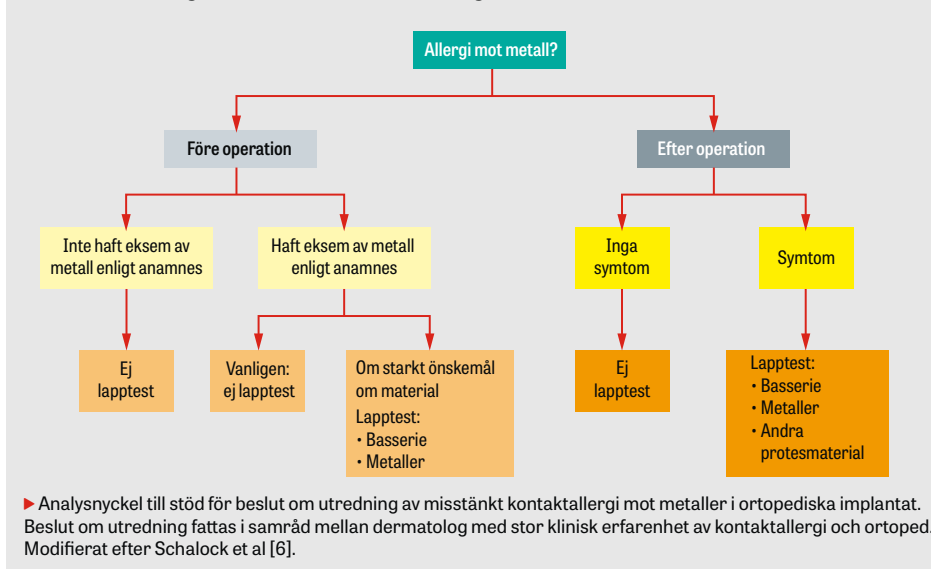 Allergi mot metall?
Före operation
Efter operation
Inte haft eksem av
metall enligt anamnes
Haft eksem av metall
enligt anamnes
Inga
symtom
Symtom
Ej
lapptest
Vanligen:
ej lapptest
Om starkt önskemål
om material
Lapptest:
• Basserie
• Metaller
Ej
lapptest
Lapptest:
• Basserie
• Metaller
• Andra
protesmaterial
▶ Analysnyckel till stöd för beslut om utredning av misstänkt kontaktallergi mot metaller i ortopediska implantat.
Beslut om utredning fattas i samråd mellan dermatolog med stor klinisk erfarenhet av kontaktallergi och ortoped.
Modifierat efter Schalock et al [6].